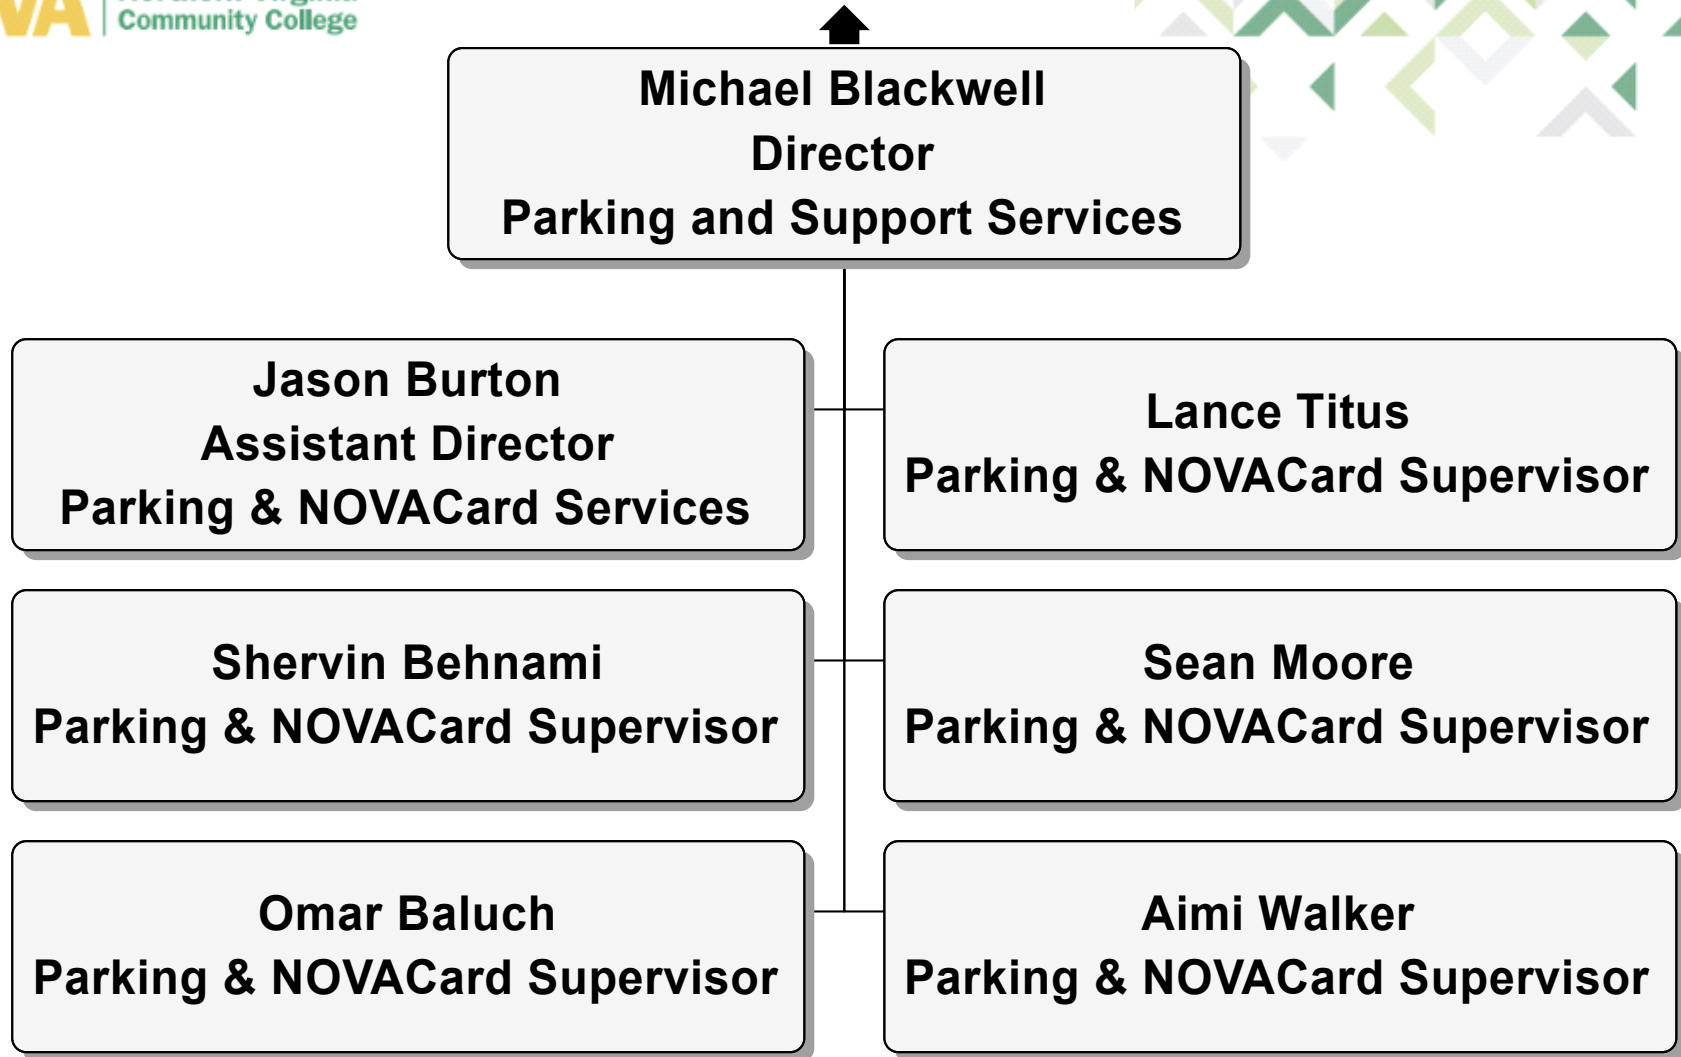 VA
Community College
Michael Blackwell
Director
Parking and Support Services
Jason Burton
Assistant Director
Parking & NOVACard Services
Lance Titus
Parking & NOVACard Supervisor
Shervin Behnami
Parking & NOVACard Supervisor
Sean Moore
Parking & NOVACard Supervisor
Omar Baluch
Parking & NOVACard Supervisor
Aimi Walker
Parking & NOVACard Supervisor